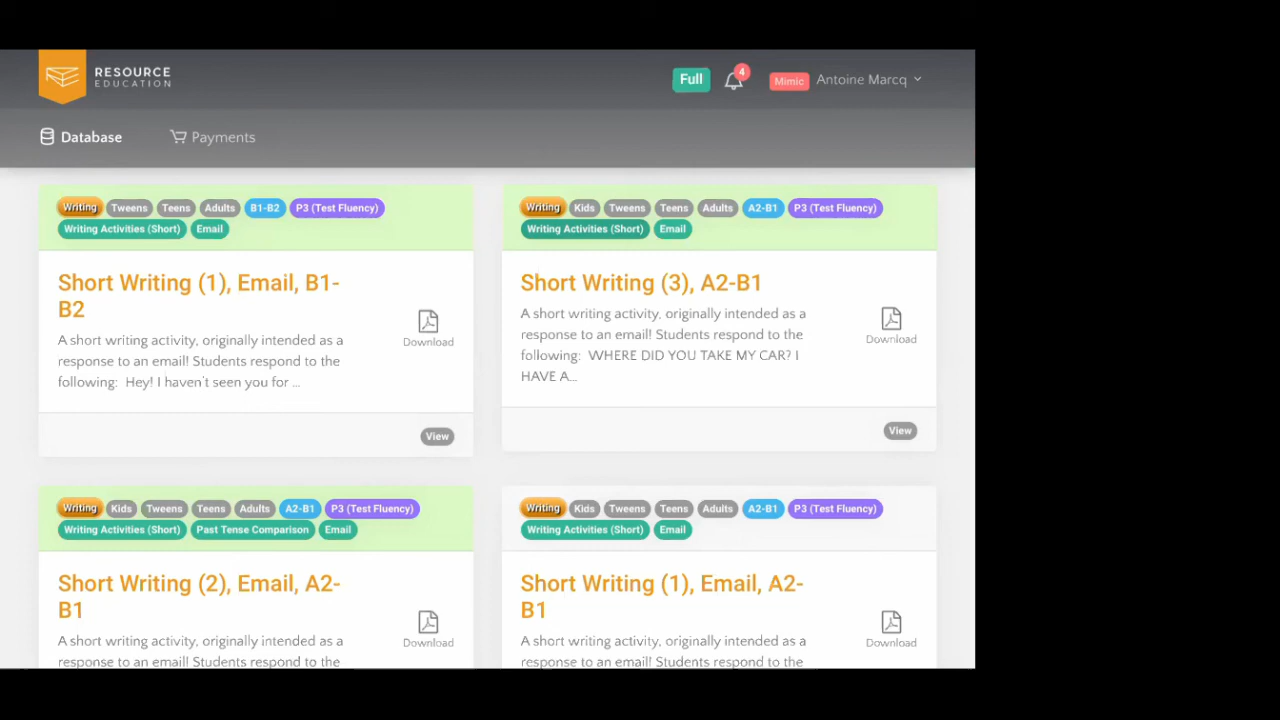 RESOURCE
EDUCATION
Full
4
Mimic
Antoine Marcq
Database
Payments
Writing Tweens Teens Adults B1-B2 P3 (Test Fluency)
Writing Activities (Short) Email
Short Writing (1), Email, B1-
B2
A short writing activity, originally intended as a
response to an email! Students respond to the
following: Hey! I haven't seen you for ...
Download
View
Writing Kids Tweens Teens Adults A2-B1 P3 (Test Fluency)
Writing Activities (Short) Email
Short Writing (3), A2-B1
A short writing activity, originally intended as a
response to an email! Students respond to the
following: WHERE DID YOU TAKE MY CAR? I
HAVE A...
Download
View
Writing Kids Tweens Teens Adults A2-B1 P3 (Test Fluency)
Writing Activities (Short) Past Tense Comparison Email
Short Writing (2), Email, A2-
B1
A short writing activity, originally intended as a
response to an email! Students respond to the
Download
Writing Kids Tweens Teens Adults A2-B1 P3 (Test Fluency)
Writing Activities (Short) Email
Short Writing (1), Email, A2-
B1
A short writing activity, originally intended as a
response to an email! Students respond to the
Download